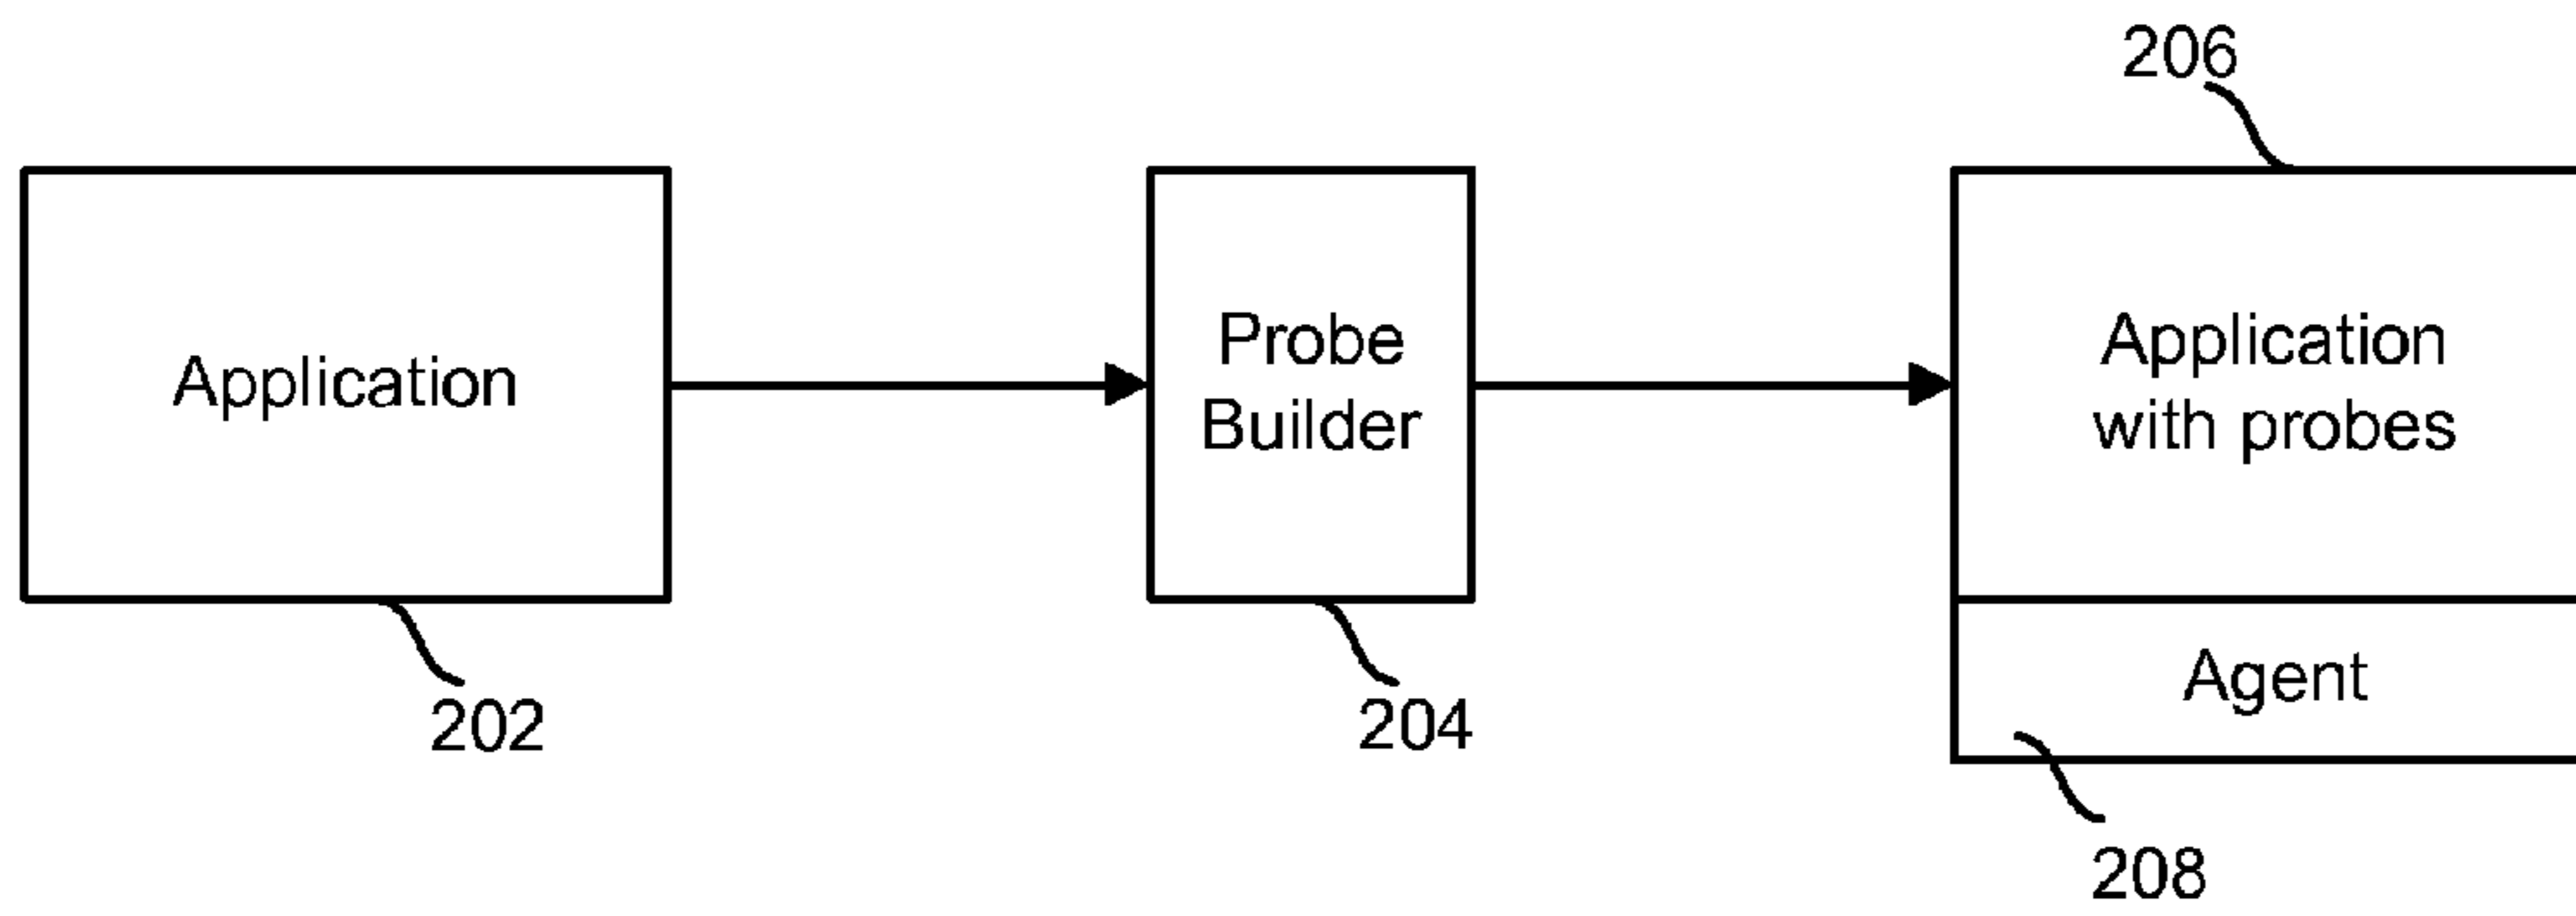 206
Application
Probe
Builder
Application
with probes
Agent
202
204
208